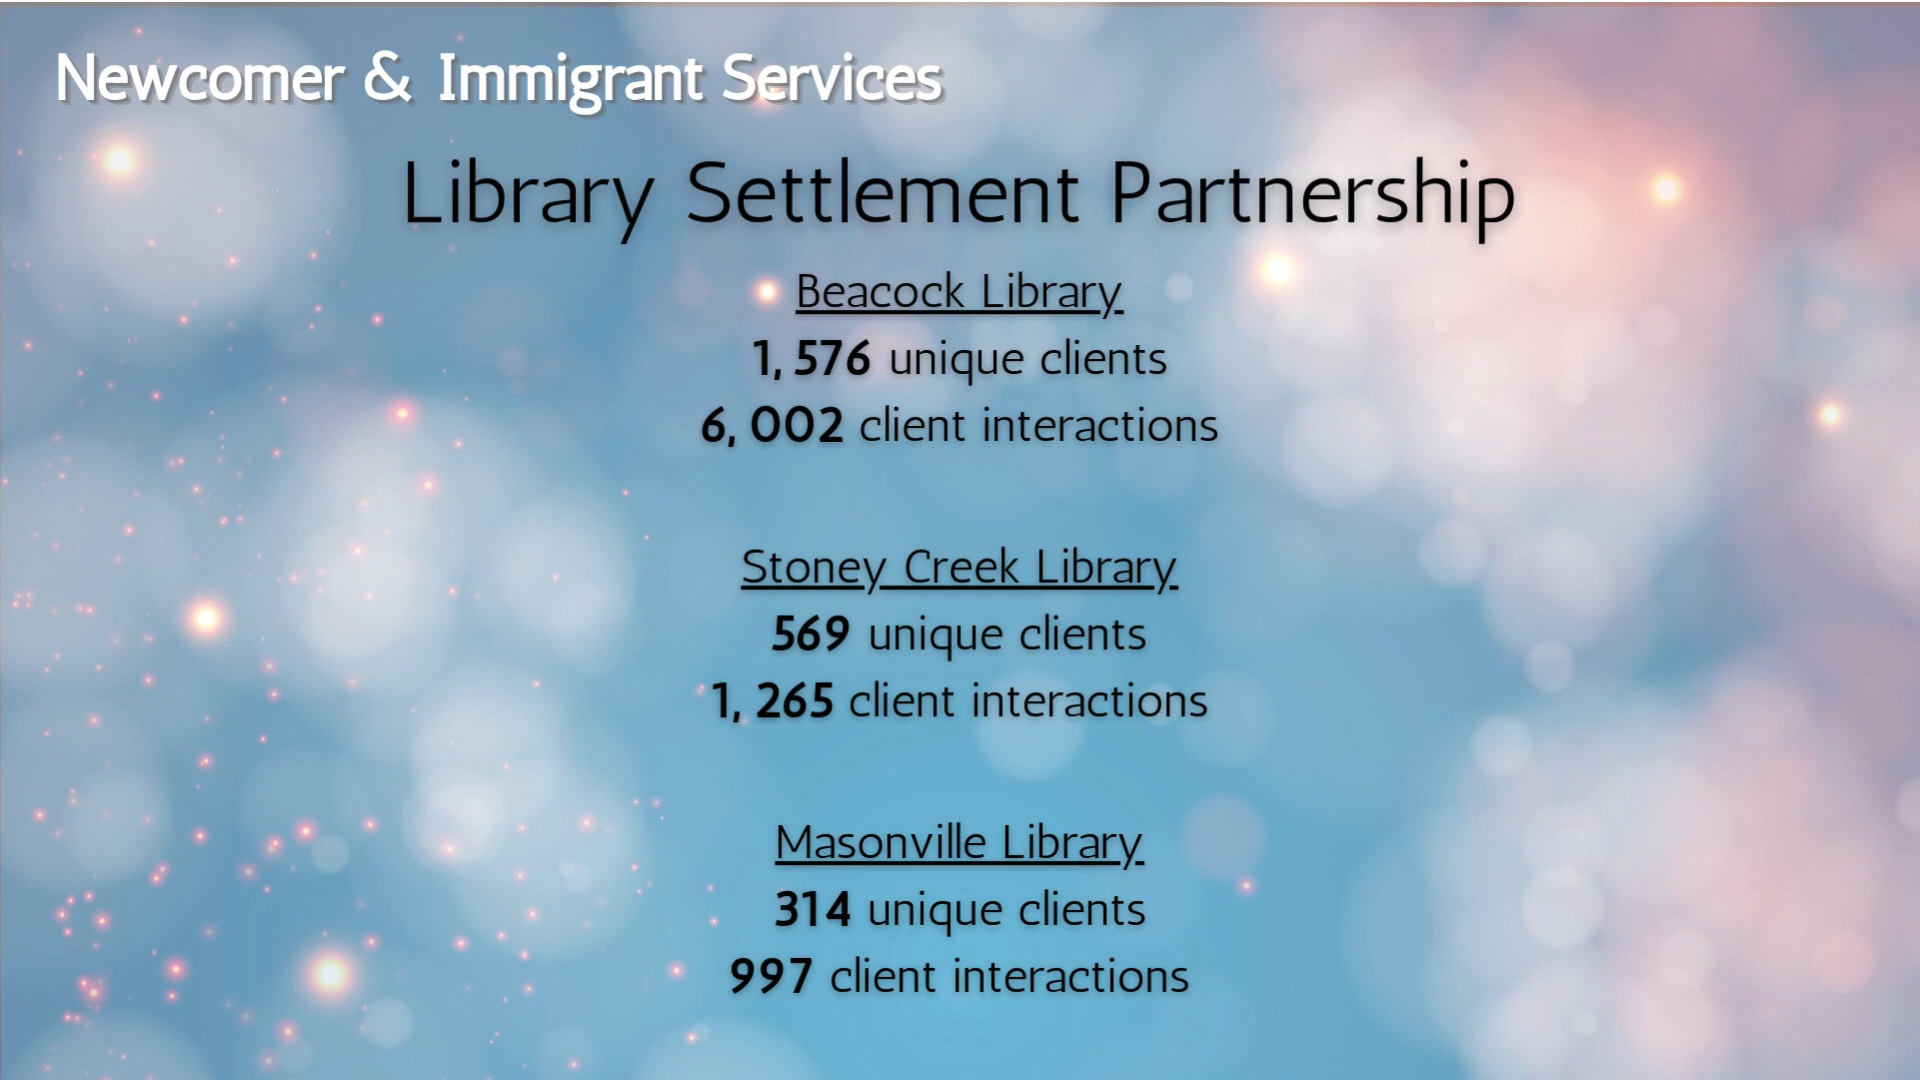 Newcomer & Immigrant Services
Library Settlement Partnership
Beacock Library
1, 576 unique clients
6, 002 client interactions
Stoney Creek Library
569 unique clients
1, 265 client interactions
Masonville Library
314 unique clients
997 client interactions